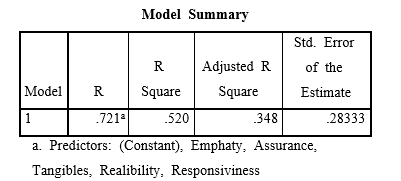 Model Summary
Std. Error
R Adjusted R of the
Model R Square Square Estimate
1 .721a .520 .348 .28333
a. Predictors: (Constant), Emphaty, Assurance,
Tangibles, Realibility, Responsiviness